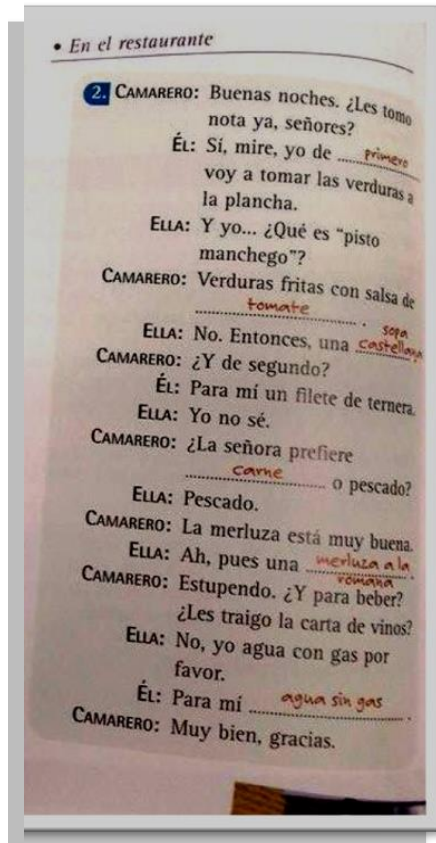 • En el restaurante
2. CAMARERO: Buenas noches. ¿Les tomo
nota ya, señores?
ÉL: Sí, mire, yo de primero
voy a tomar las verduras a
la plancha.
ELLA: Y yo... ¿Qué es “pisto
manchego”?
CAMARERO: Verduras fritas con salsa de
tomate.
ELLA: No. Entonces, una sopa castellana
CAMARERO: ¿Y de segundo?
ÉL: Para mí un filete de ternera.
ELLA: Yo no sé.
CAMARERO: ¿La señora prefiere
carne o pescado?
ELLA: Pescado.
CAMARERO: La merluza está muy buena.
ELLA: Ah, pues una merluza a la romana.
CAMARERO: Estupendo. ¿Y para beber?
¿Les traigo la carta de vinos?
ELLA: No, yo agua con gas por
favor.
ÉL: Para mí agua sin gas.
CAMARERO: Muy bien, gracias.